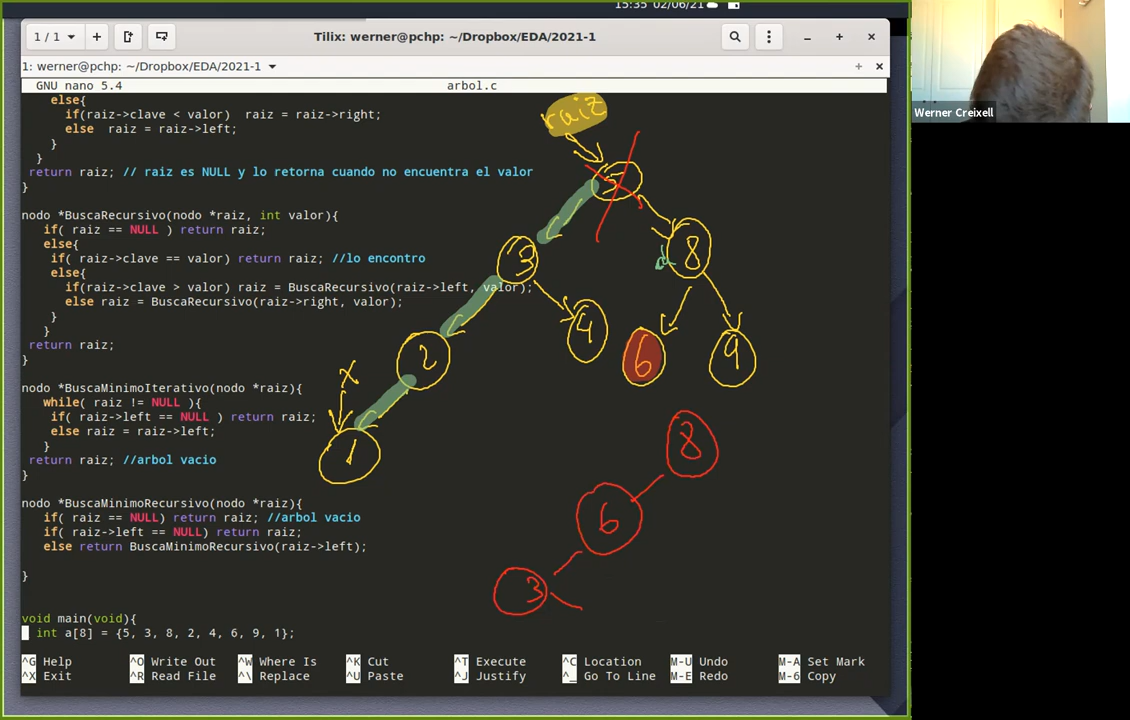 15:35 02/06/21
1 / 1
Tilix: werner@pchp: ~/Dropbox/EDA/2021-1
1: werner@pchp: ~/Dropbox/EDA/2021-1
GNU nano 5.4 arbol.c
else{
if(raiz->clave < valor) raiz = raiz->right;
else raiz = raiz->left;
}
}
return raiz; // raiz es NULL y lo retorna cuando no encuentra el valor
}
nodo *BuscaRecursivo(nodo *raiz, int valor){
if( raiz == NULL ) return raiz;
else{
if( raiz->clave == valor) return raiz; //lo encontro
else{
if(raiz->clave > valor) raiz = BuscaRecursivo(raiz->left, valor);
else raiz = BuscaRecursivo(raiz->right, valor);
}
}
return raiz;
}
nodo *BuscaMinimoIterativo(nodo *raiz){
while( raiz != NULL ){
if( raiz->left == NULL ) return raiz;
else raiz = raiz->left;
}
return raiz; //arbol vacio
}
nodo *BuscaMinimoRecursivo(nodo *raiz){
if( raiz == NULL) return raiz; //arbol vacio
if( raiz->left == NULL) return raiz;
else return BuscaMinimoRecursivo(raiz->left);
}
void main(void){
int a[8] = {5, 3, 8, 2, 4, 6, 9, 1};
^G Help ^O Write Out ^W Where Is ^K Cut ^T Execute ^C Location M-U Undo M-A Set Mark
^X Exit ^R Read File ^\ Replace ^U Paste ^J Justify ^_ Go To Line M-E Redo M-6 Copy
raiz
5
3
8
d
2
4
6
9
x
1
8
6
3
Werner Creixell